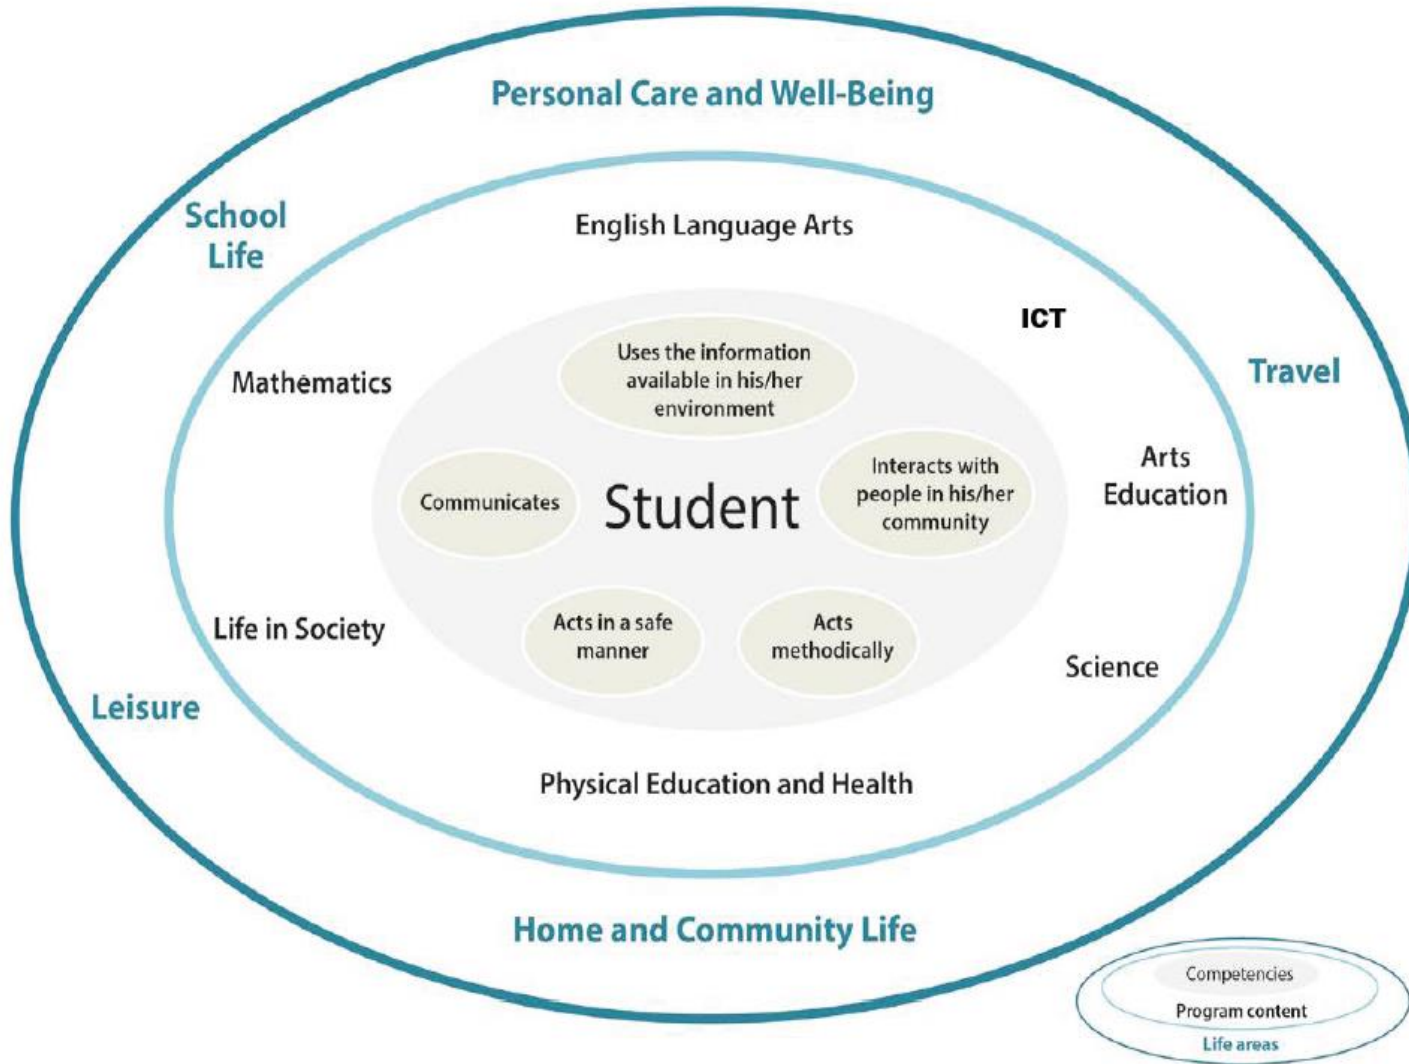 Personal Care and Well-Being
School
Life
English Language Arts
ICT
Travel
Mathematics
Uses the information
available in his/her
environment
Interacts with
people in his/her
community
Arts
Education
Communicates
Student
Life in Society
Acts in a safe
manner
Acts
methodically
Science
Leisure
Physical Education and Health
Home and Community Life
Competencies
Program content
Life areas